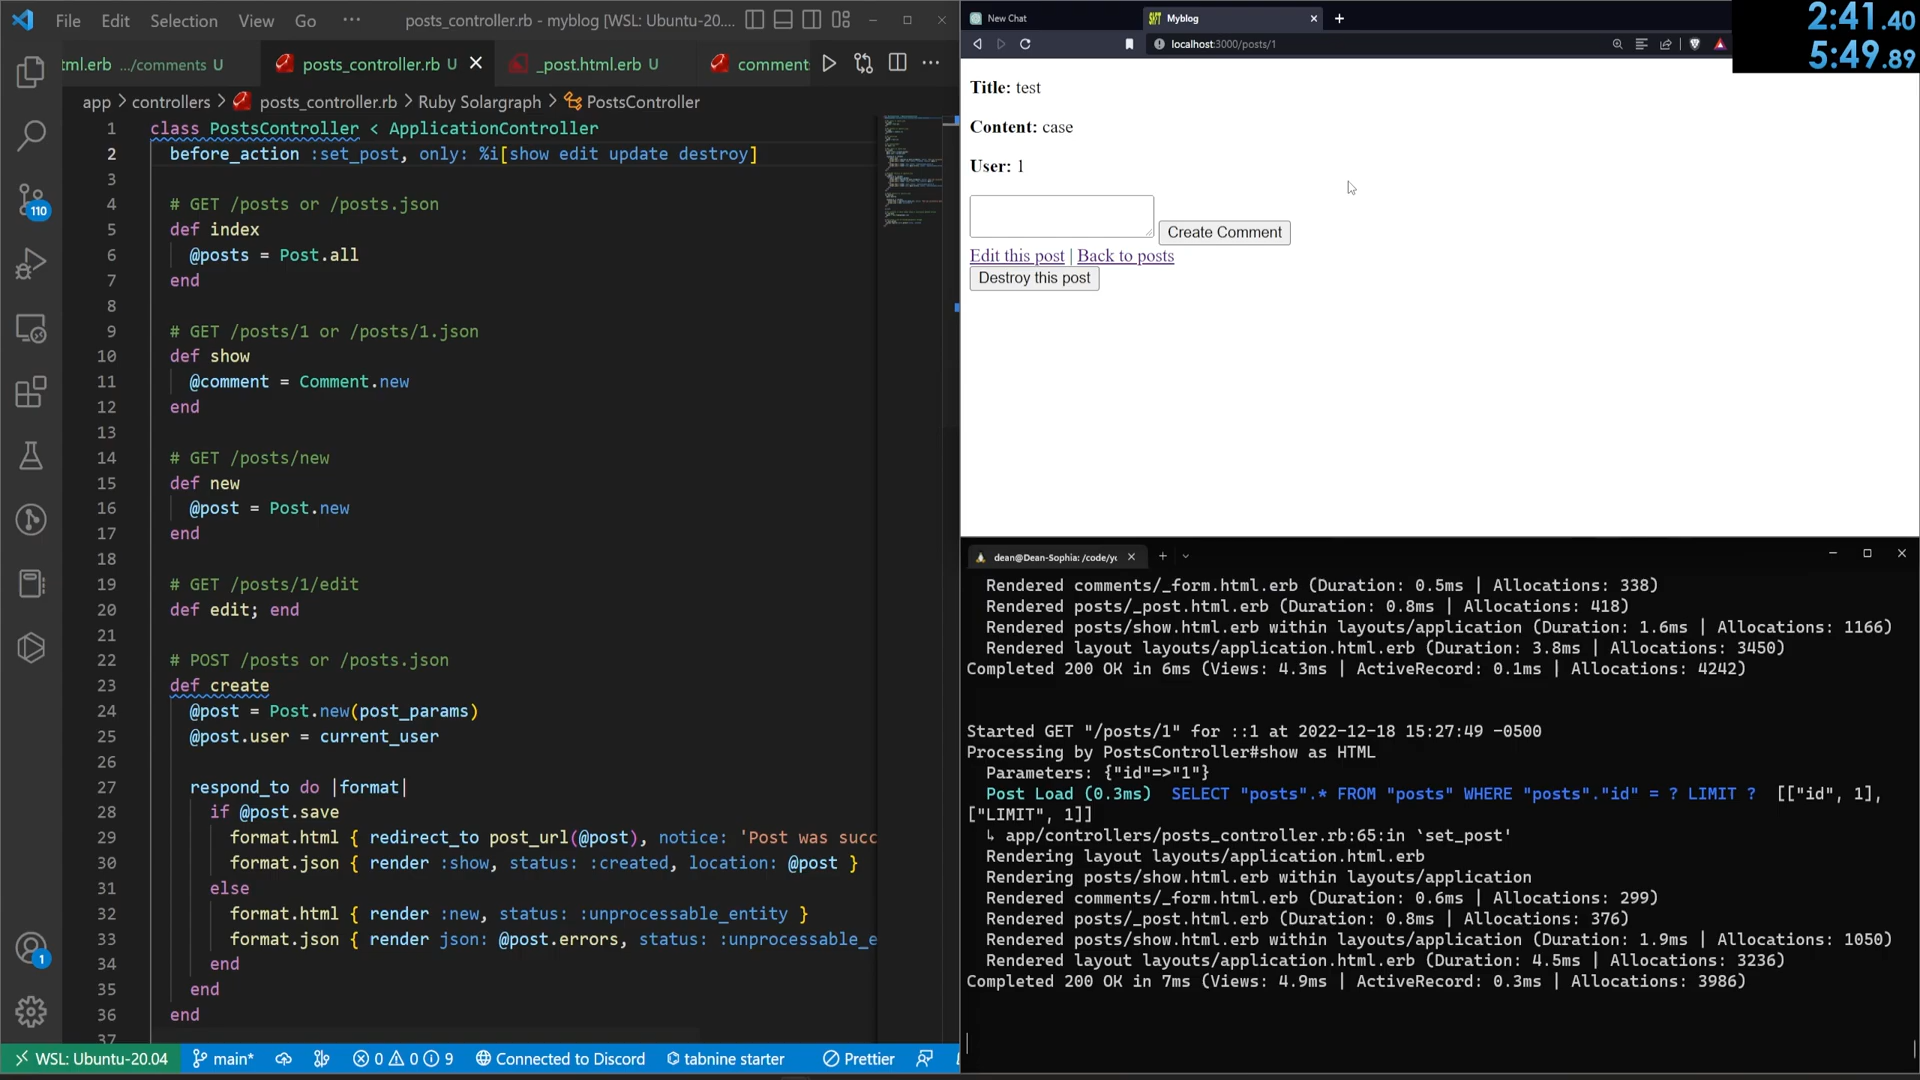 File Edit Selection View Go ··· posts_controller.rb - myblog [WSL: Ubuntu-20....
tml.erb .../comments U posts_controller.rb U _post.html.erb U comment
app > controllers > posts_controller.rb > Ruby Solargraph > PostsController
1 class PostsController < ApplicationController
2 before_action :set_post, only: %i[show edit update destroy]
3
4 # GET /posts or /posts.json
5 def index
6 @posts = Post.all
7 end
8
9 # GET /posts/1 or /posts/1.json
10 def show
11 @comment = Comment.new
12 end
13
14 # GET /posts/new
15 def new
16 @post = Post.new
17 end
18
19 # GET /posts/1/edit
20 def edit; end
21
22 # POST /posts or /posts.json
23 def create
24 @post = Post.new(post_params)
25 @post.user = current_user
26
27 respond_to do |format|
28 if @post.save
29 format.html { redirect_to post_url(@post), notice: 'Post was succ
30 format.json { render :show, status: :created, location: @post }
31 else
32 format.html { render :new, status: :unprocessable_entity }
33 format.json { render json: @post.errors, status: :unprocessable_e
34 end
35 end
36 end
37
110
1
WSL: Ubuntu-20.04 main* 0 0 9 Connected to Discord tabnine starter Prettier
New Chat Myblog
localhost:3000/posts/1
2:41.40
5:49.89
Title: test
Content: case
User: 1
Create Comment
Edit this post | Back to posts
Destroy this post
dean@Dean-Sophia: /code/yo
Rendered comments/_form.html.erb (Duration: 0.5ms | Allocations: 338)
Rendered posts/_post.html.erb (Duration: 0.8ms | Allocations: 418)
Rendered posts/show.html.erb within layouts/application (Duration: 1.6ms | Allocations: 1166)
Rendered layout layouts/application.html.erb (Duration: 3.8ms | Allocations: 3450)
Completed 200 OK in 6ms (Views: 4.3ms | ActiveRecord: 0.1ms | Allocations: 4242)
Started GET "/posts/1" for ::1 at 2022-12-18 15:27:49 -0500
Processing by PostsController#show as HTML
Parameters: {"id"=>"1"}
Post Load (0.3ms) SELECT "posts".* FROM "posts" WHERE "posts"."id" = ? LIMIT ? [["id", 1],
["LIMIT", 1]]
↳ app/controllers/posts_controller.rb:65:in `set_post'
Rendering layout layouts/application.html.erb
Rendering posts/show.html.erb within layouts/application
Rendered comments/_form.html.erb (Duration: 0.6ms | Allocations: 299)
Rendered posts/_post.html.erb (Duration: 0.8ms | Allocations: 376)
Rendered posts/show.html.erb within layouts/application (Duration: 1.9ms | Allocations: 1050)
Rendered layout layouts/application.html.erb (Duration: 4.5ms | Allocations: 3236)
Completed 200 OK in 7ms (Views: 4.9ms | ActiveRecord: 0.3ms | Allocations: 3986)